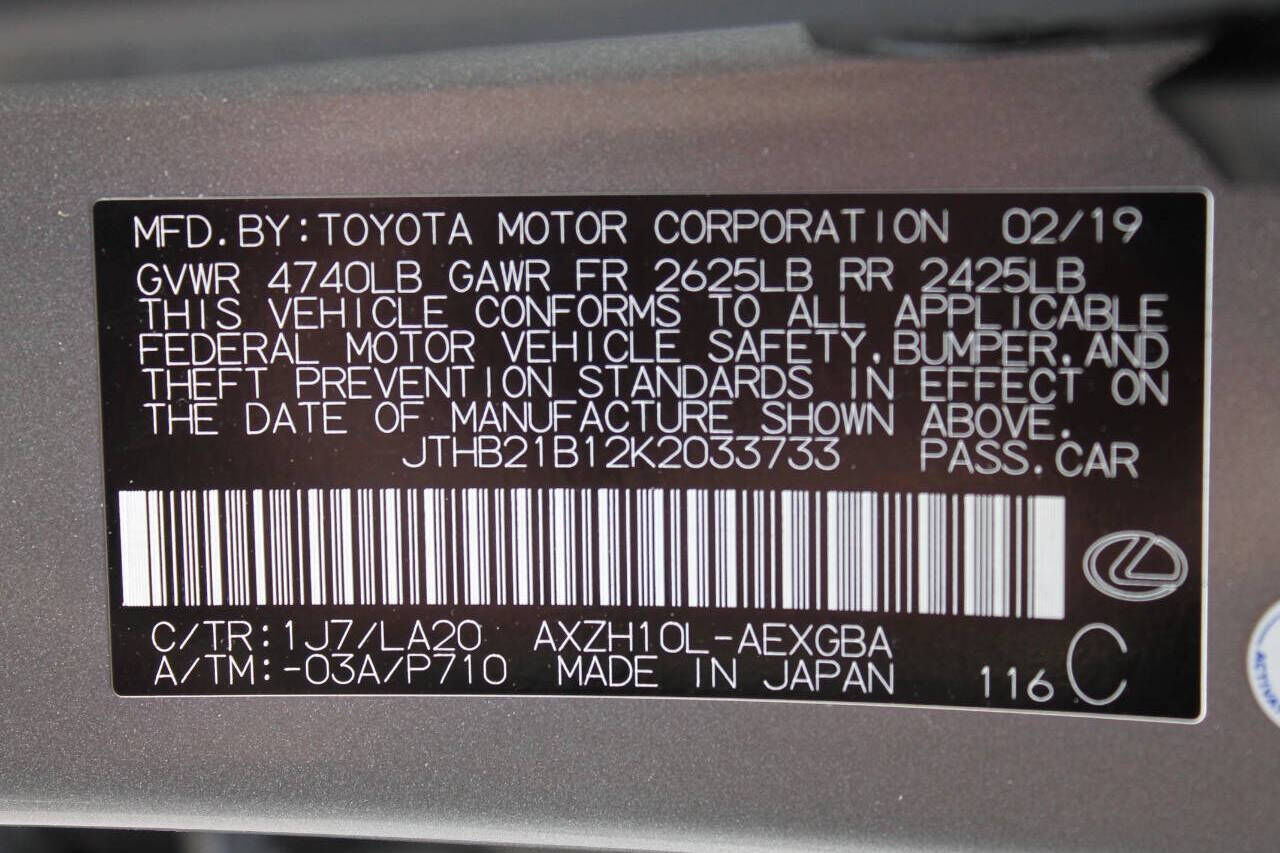 MFD.BY:TOYOTA MOTOR CORPORATION 02/19
GVWR 4740LB GAWR FR 2625LB RR 2425LB
THIS VEHICLE CONFORMS TO ALL APPLICABLE
FEDERAL MOTOR VEHICLE SAFETY,BUMPER,AND
THEFT PREVENTION STANDARDS IN EFFECT ON
THE DATE OF MANUFACTURE SHOWN ABOVE.
JTHB21B12K2033733 PASS.CAR
C/TR:1J7/LA20 AXZH10L-AEXGBA
A/TM:-03A/P710 MADE IN JAPAN 116 C